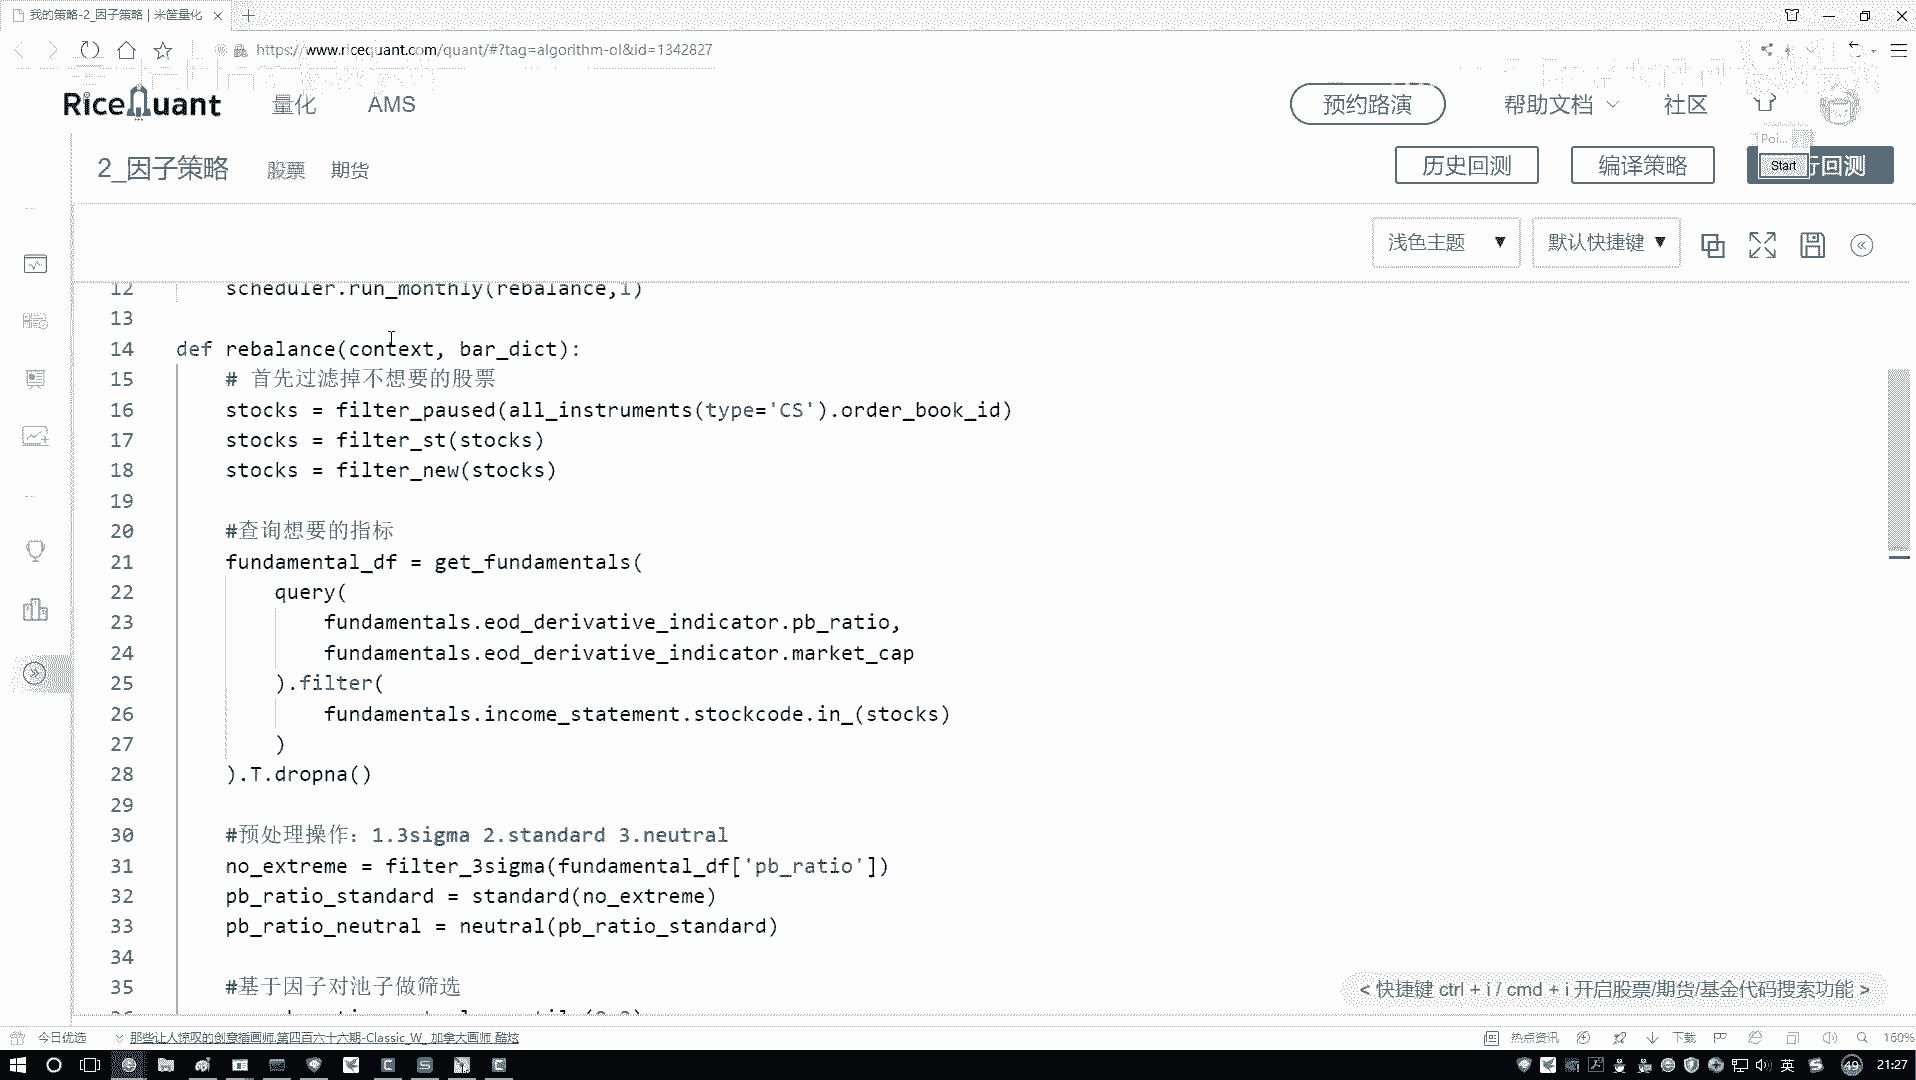 我的策略-2_因子策略 | 米筐量化
https://www.ricequant.com/quant/#?tag=algorithm-ol&id=1342827
RiceQuant 量化 AMS 预约路演 帮助文档 社区
Poi...
2_因子策略 股票 期货 历史回测 编译策略 Start 行回测
浅色主题 默认快捷键
12 scheduler.run_monthly(rebalance,1)
13
14 def rebalance(context, bar_dict):
15 # 首先过滤掉不想要的股票
16 stocks = filter_paused(all_instruments(type='CS').order_book_id)
17 stocks = filter_st(stocks)
18 stocks = filter_new(stocks)
19
20 #查询想要的指标
21 fundamental_df = get_fundamentals(
22 query(
23 fundamentals.eod_derivative_indicator.pb_ratio,
24 fundamentals.eod_derivative_indicator.market_cap
25 ).filter(
26 fundamentals.income_statement.stockcode.in_(stocks)
27 )
28 ).T.dropna()
29
30 #预处理操作：1.3sigma 2.standard 3.neutral
31 no_extreme = filter_3sigma(fundamental_df['pb_ratio'])
32 pb_ratio_standard = standard(no_extreme)
33 pb_ratio_neutral = neutral(pb_ratio_standard)
34
35 #基于因子对池子做筛选
< 快捷键 ctrl + i / cmd + i 开启股票/期货/基金代码搜索功能 >
今日优选 那些让人惊叹的创意插画师.第四百六十六期-Classic_W_ 加拿大画师 酷炫 热点资讯 下载 160%
英 49 21:27